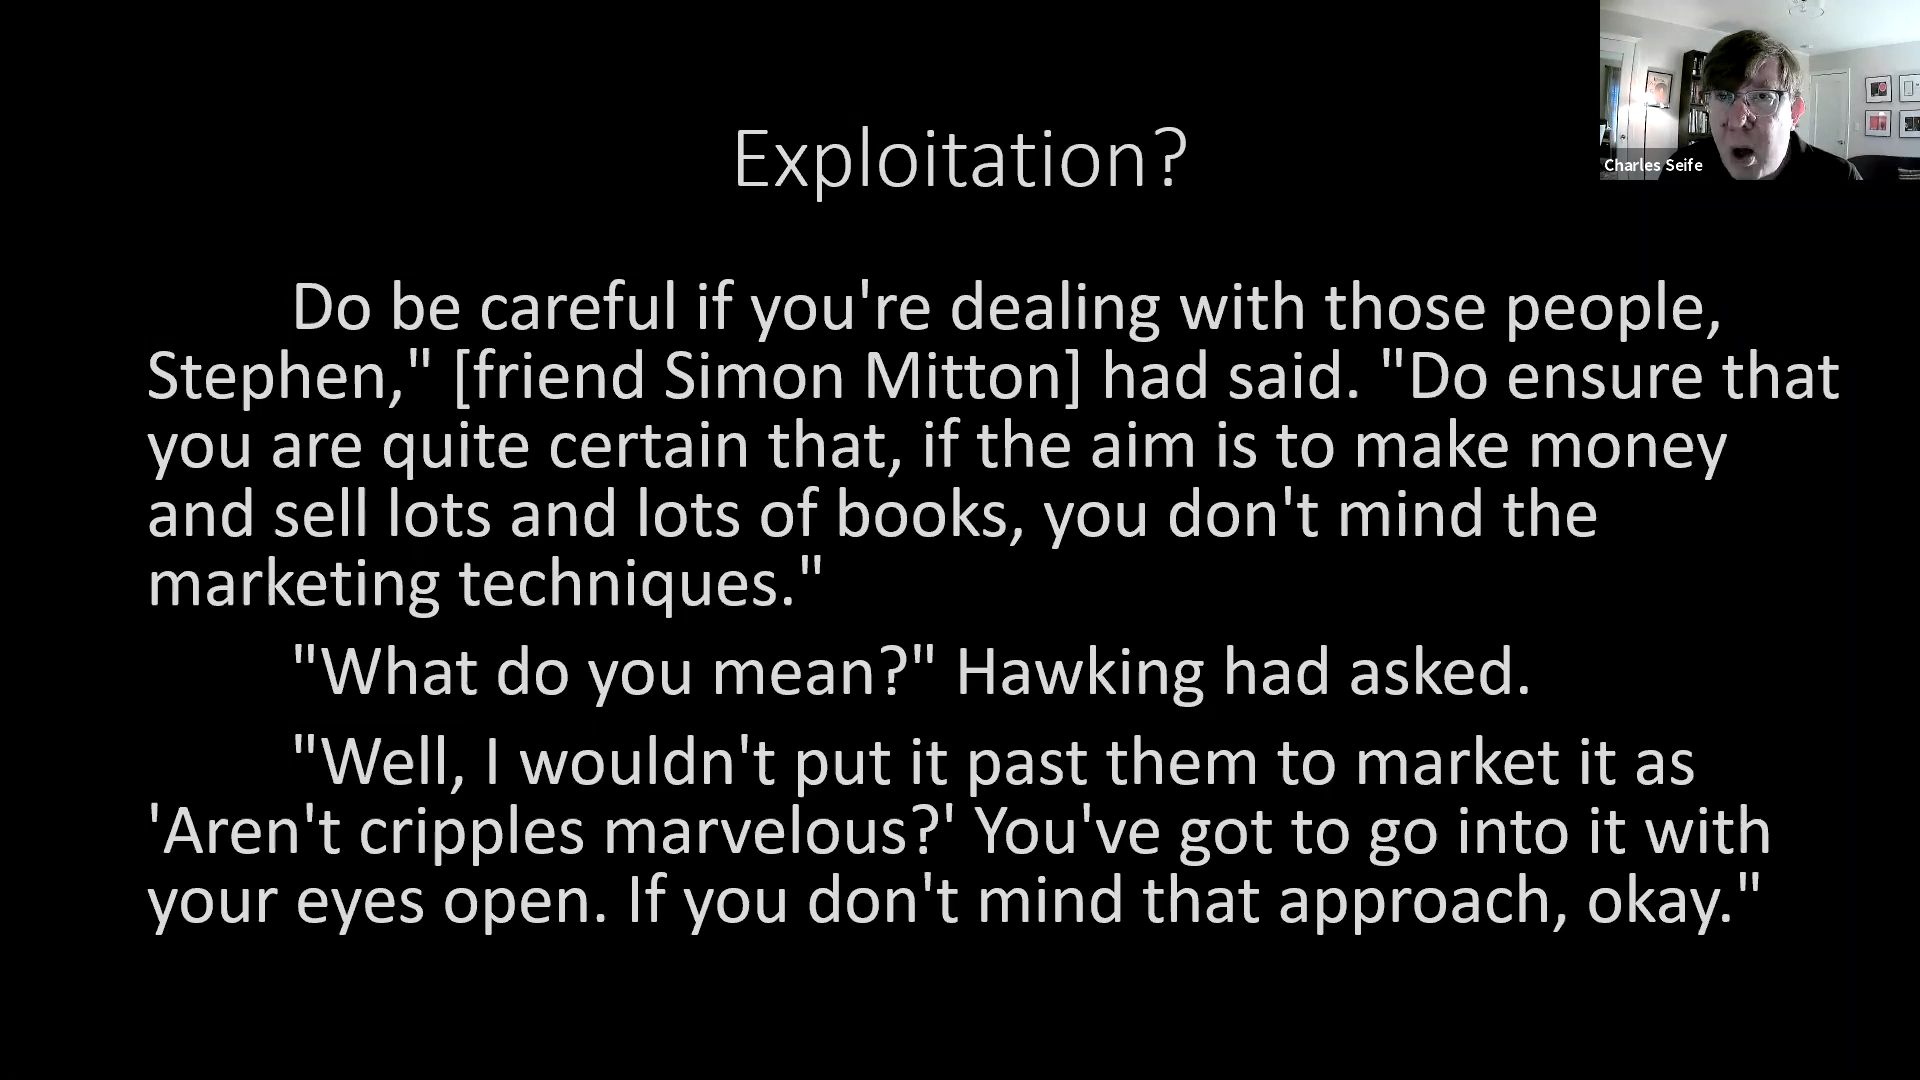 Exploitation?
Charles Seife
Do be careful if you're dealing with those people,
Stephen," [friend Simon Mitton] had said. "Do ensure that
you are quite certain that, if the aim is to make money
and sell lots and lots of books, you don't mind the
marketing techniques."
"What do you mean?" Hawking had asked.
"Well, I wouldn't put it past them to market it as
'Aren't cripples marvelous?' You've got to go into it with
your eyes open. If you don't mind that approach, okay."